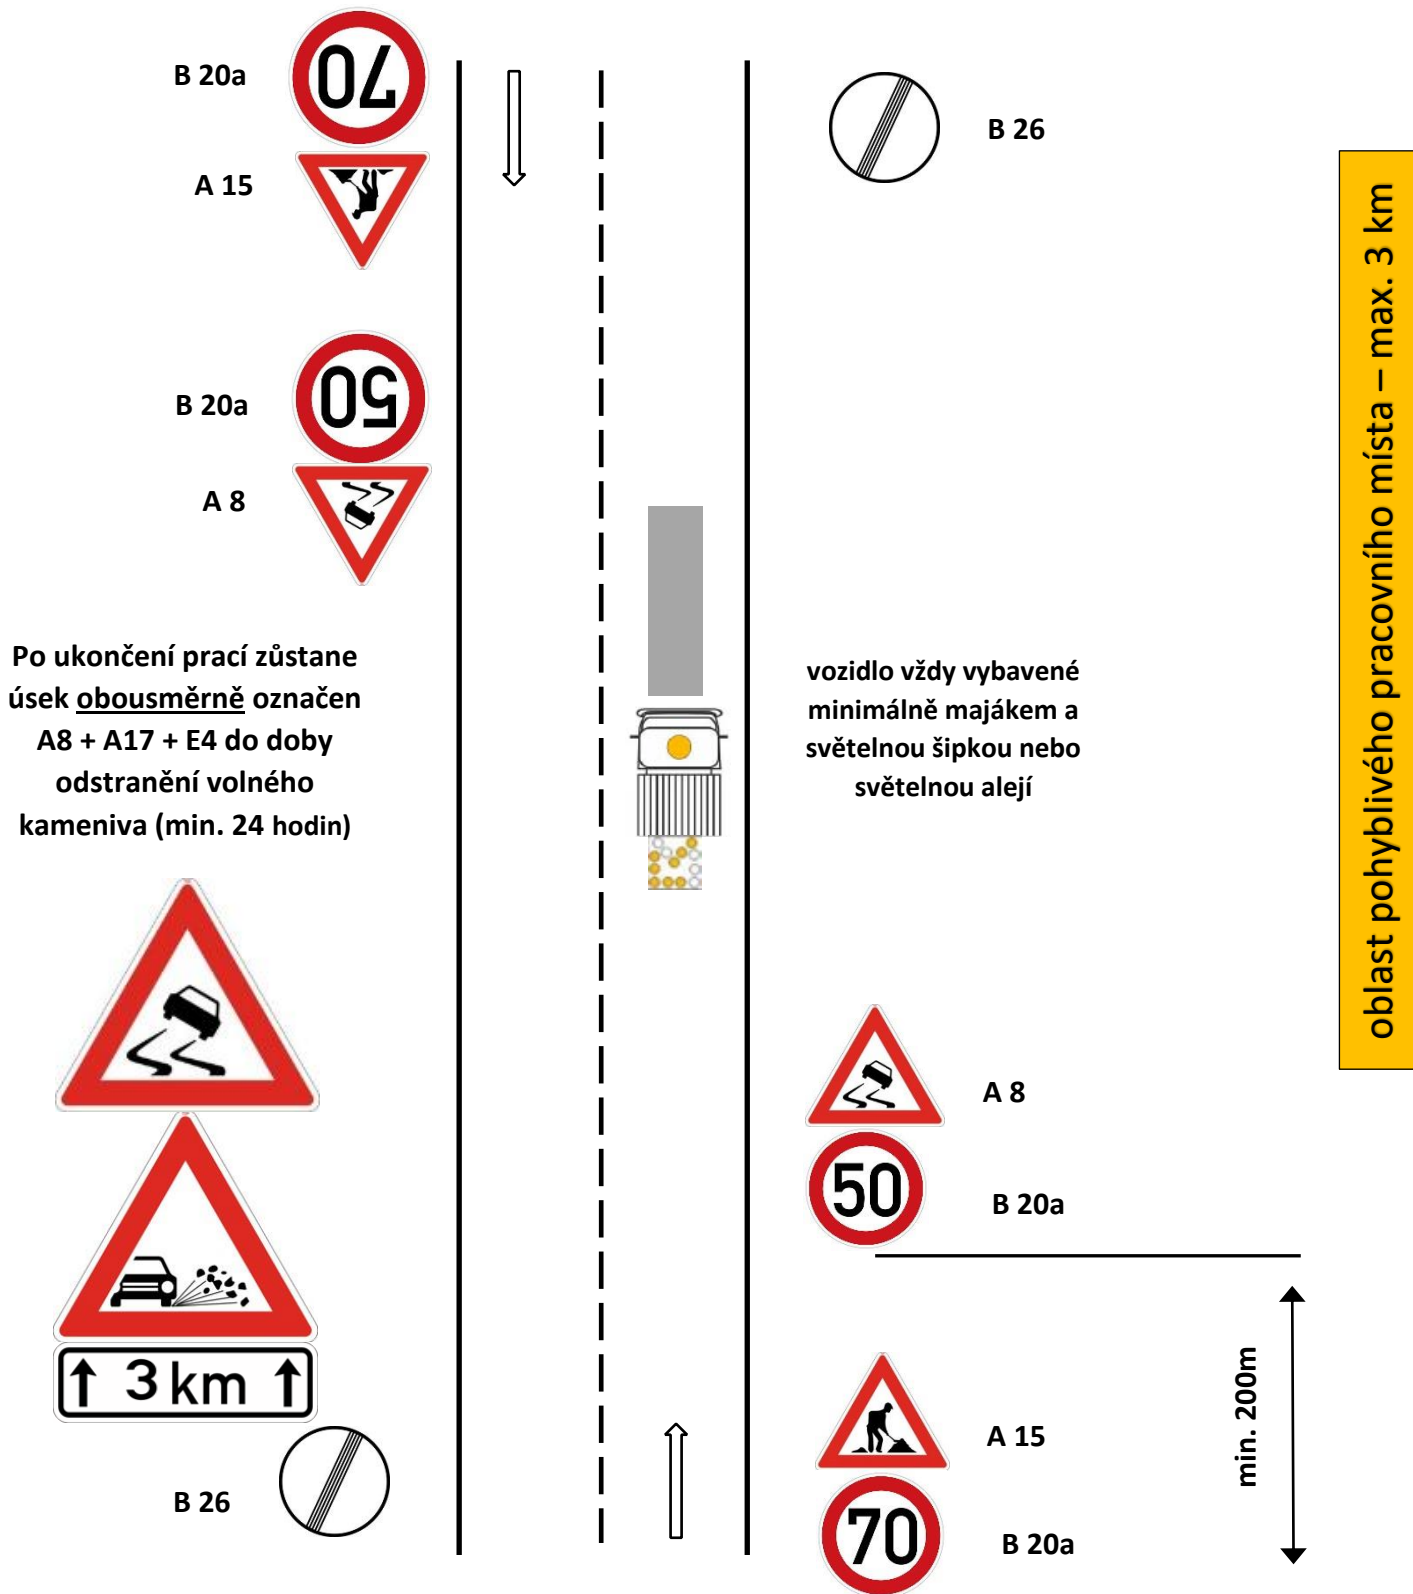 B 20a
70
B 26
A 15
B 20a
50
A 8
oblast pohyblivého pracovního místa – max. 3 km
Po ukončení prací zůstane
úsek obousměrně označen
A8 + A17 + E4 do doby
odstranění volného
kameniva (min. 24 hodin)
vozidlo vždy vybavené
minimálně majákem a
světelnou šipkou nebo
světelnou alejí
A 8
50
B 20a
3 km
B 26
A 15
70
B 20a
min. 200m